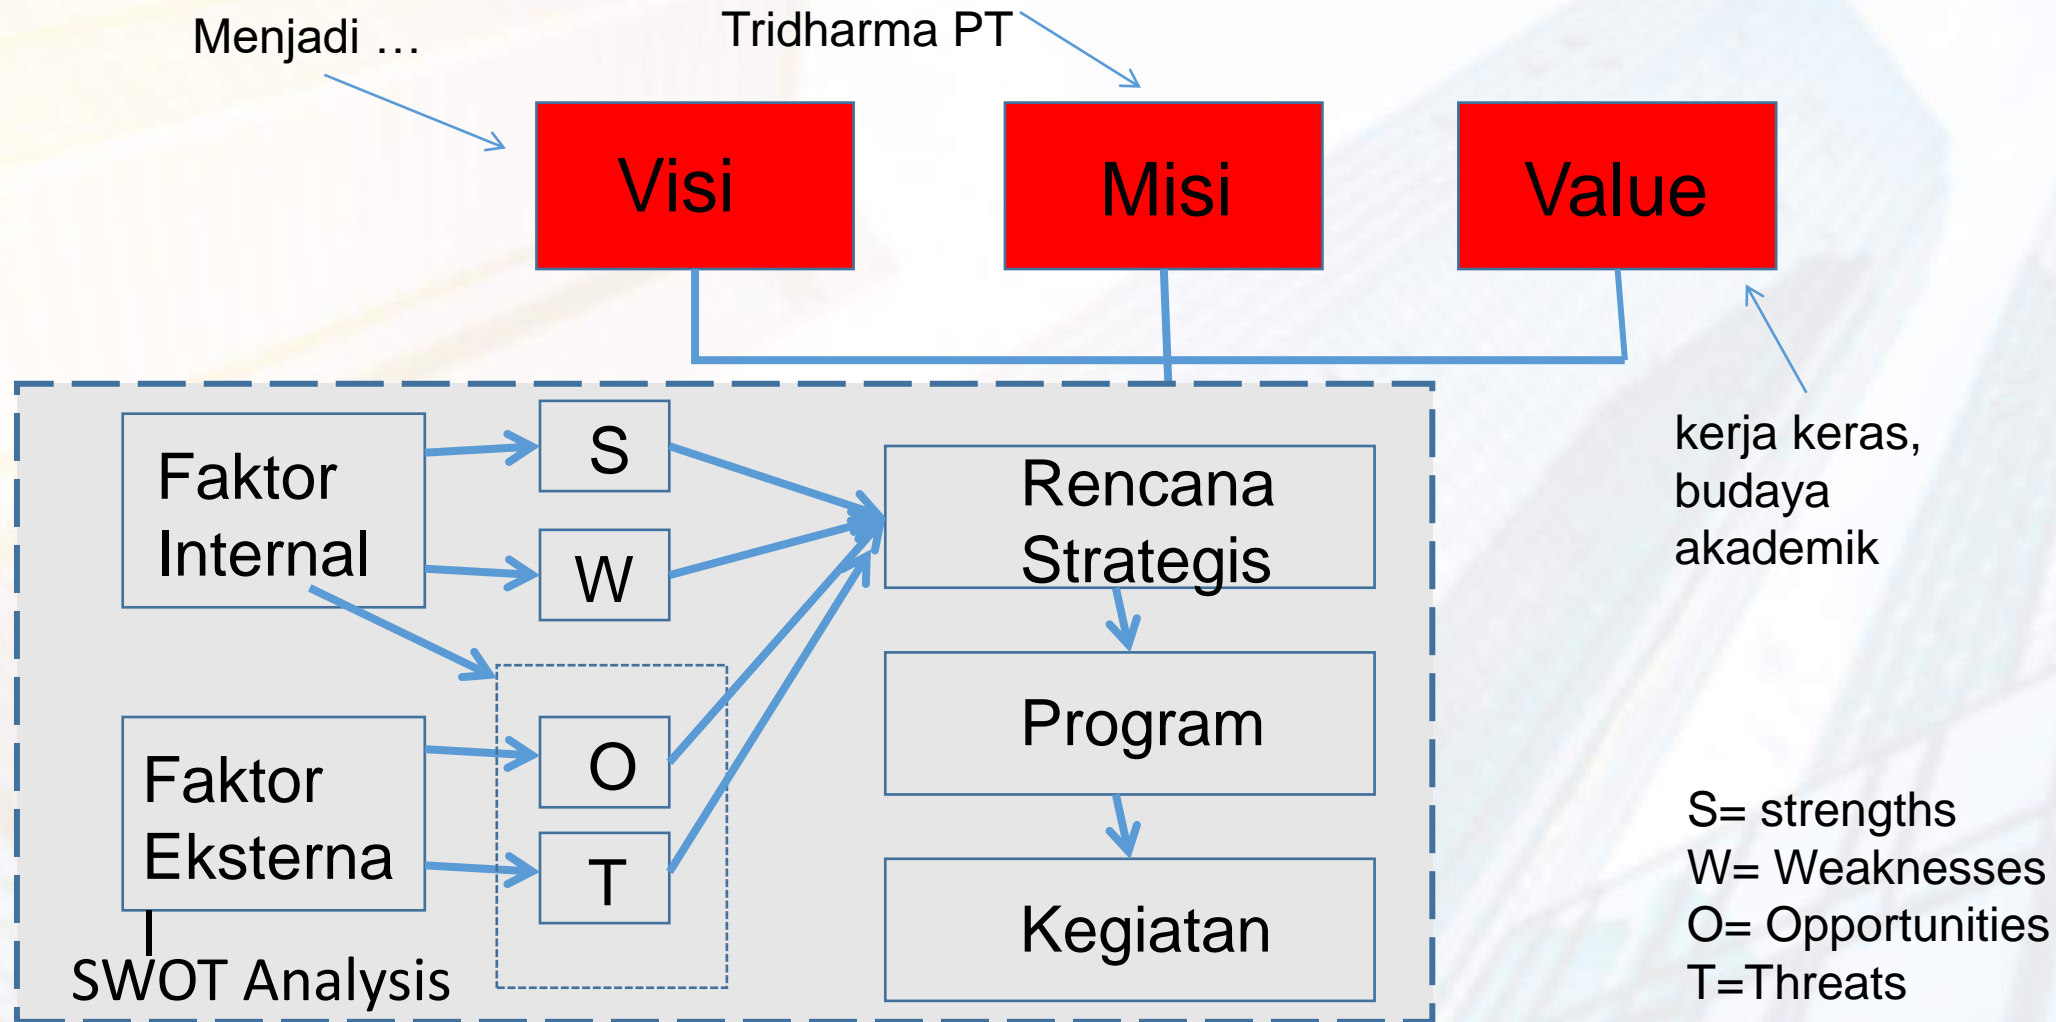 Menjadi …
Tridharma PT
Visi
Misi
Value
Faktor
Internal
S
W
Rencana
Strategis
kerja keras,
budaya
akademik
Faktor
Eksterna
l
O
T
Program
Kegiatan
SWOT Analysis
S= strengths
W= Weaknesses
O= Opportunities
T=Threats